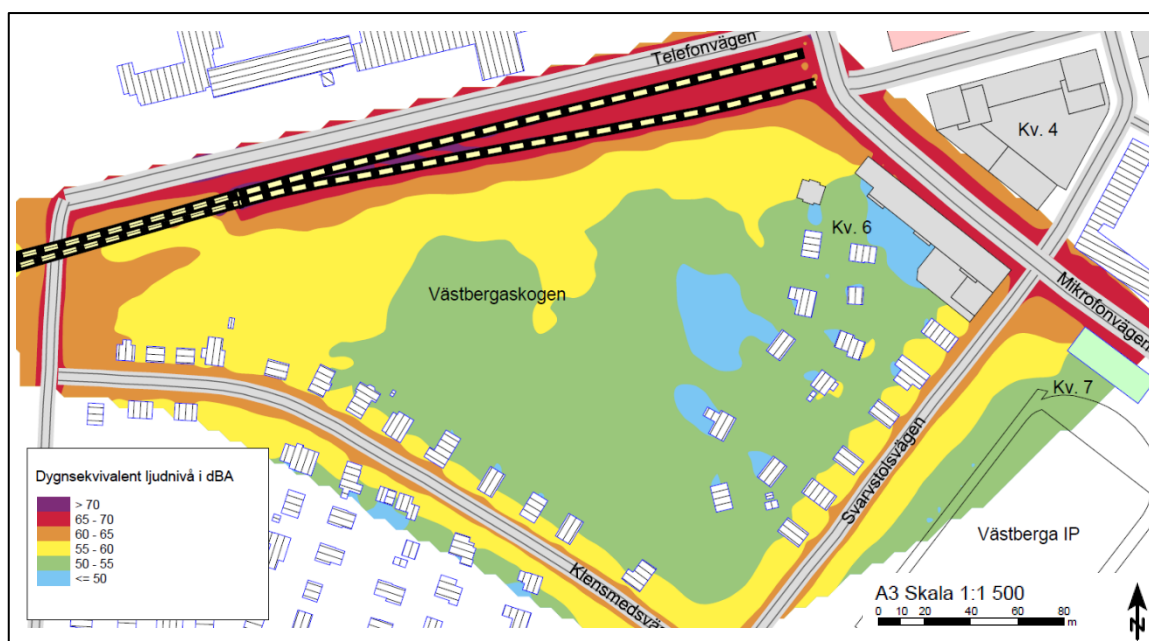 Telefonvägen
Kv. 4
Kv. 6
Västbergaskogen
Mikrofonvägen
Kv. 7
Svarvstolsvägen
Klensmedsvä
Västberga IP
Dygnsekvivalent ljudnivå i dBA
> 70
65 - 70
60 - 65
55 - 60
50 - 55
<= 50
A3 Skala 1:1 500
0 10 20 40 60 80
m
N